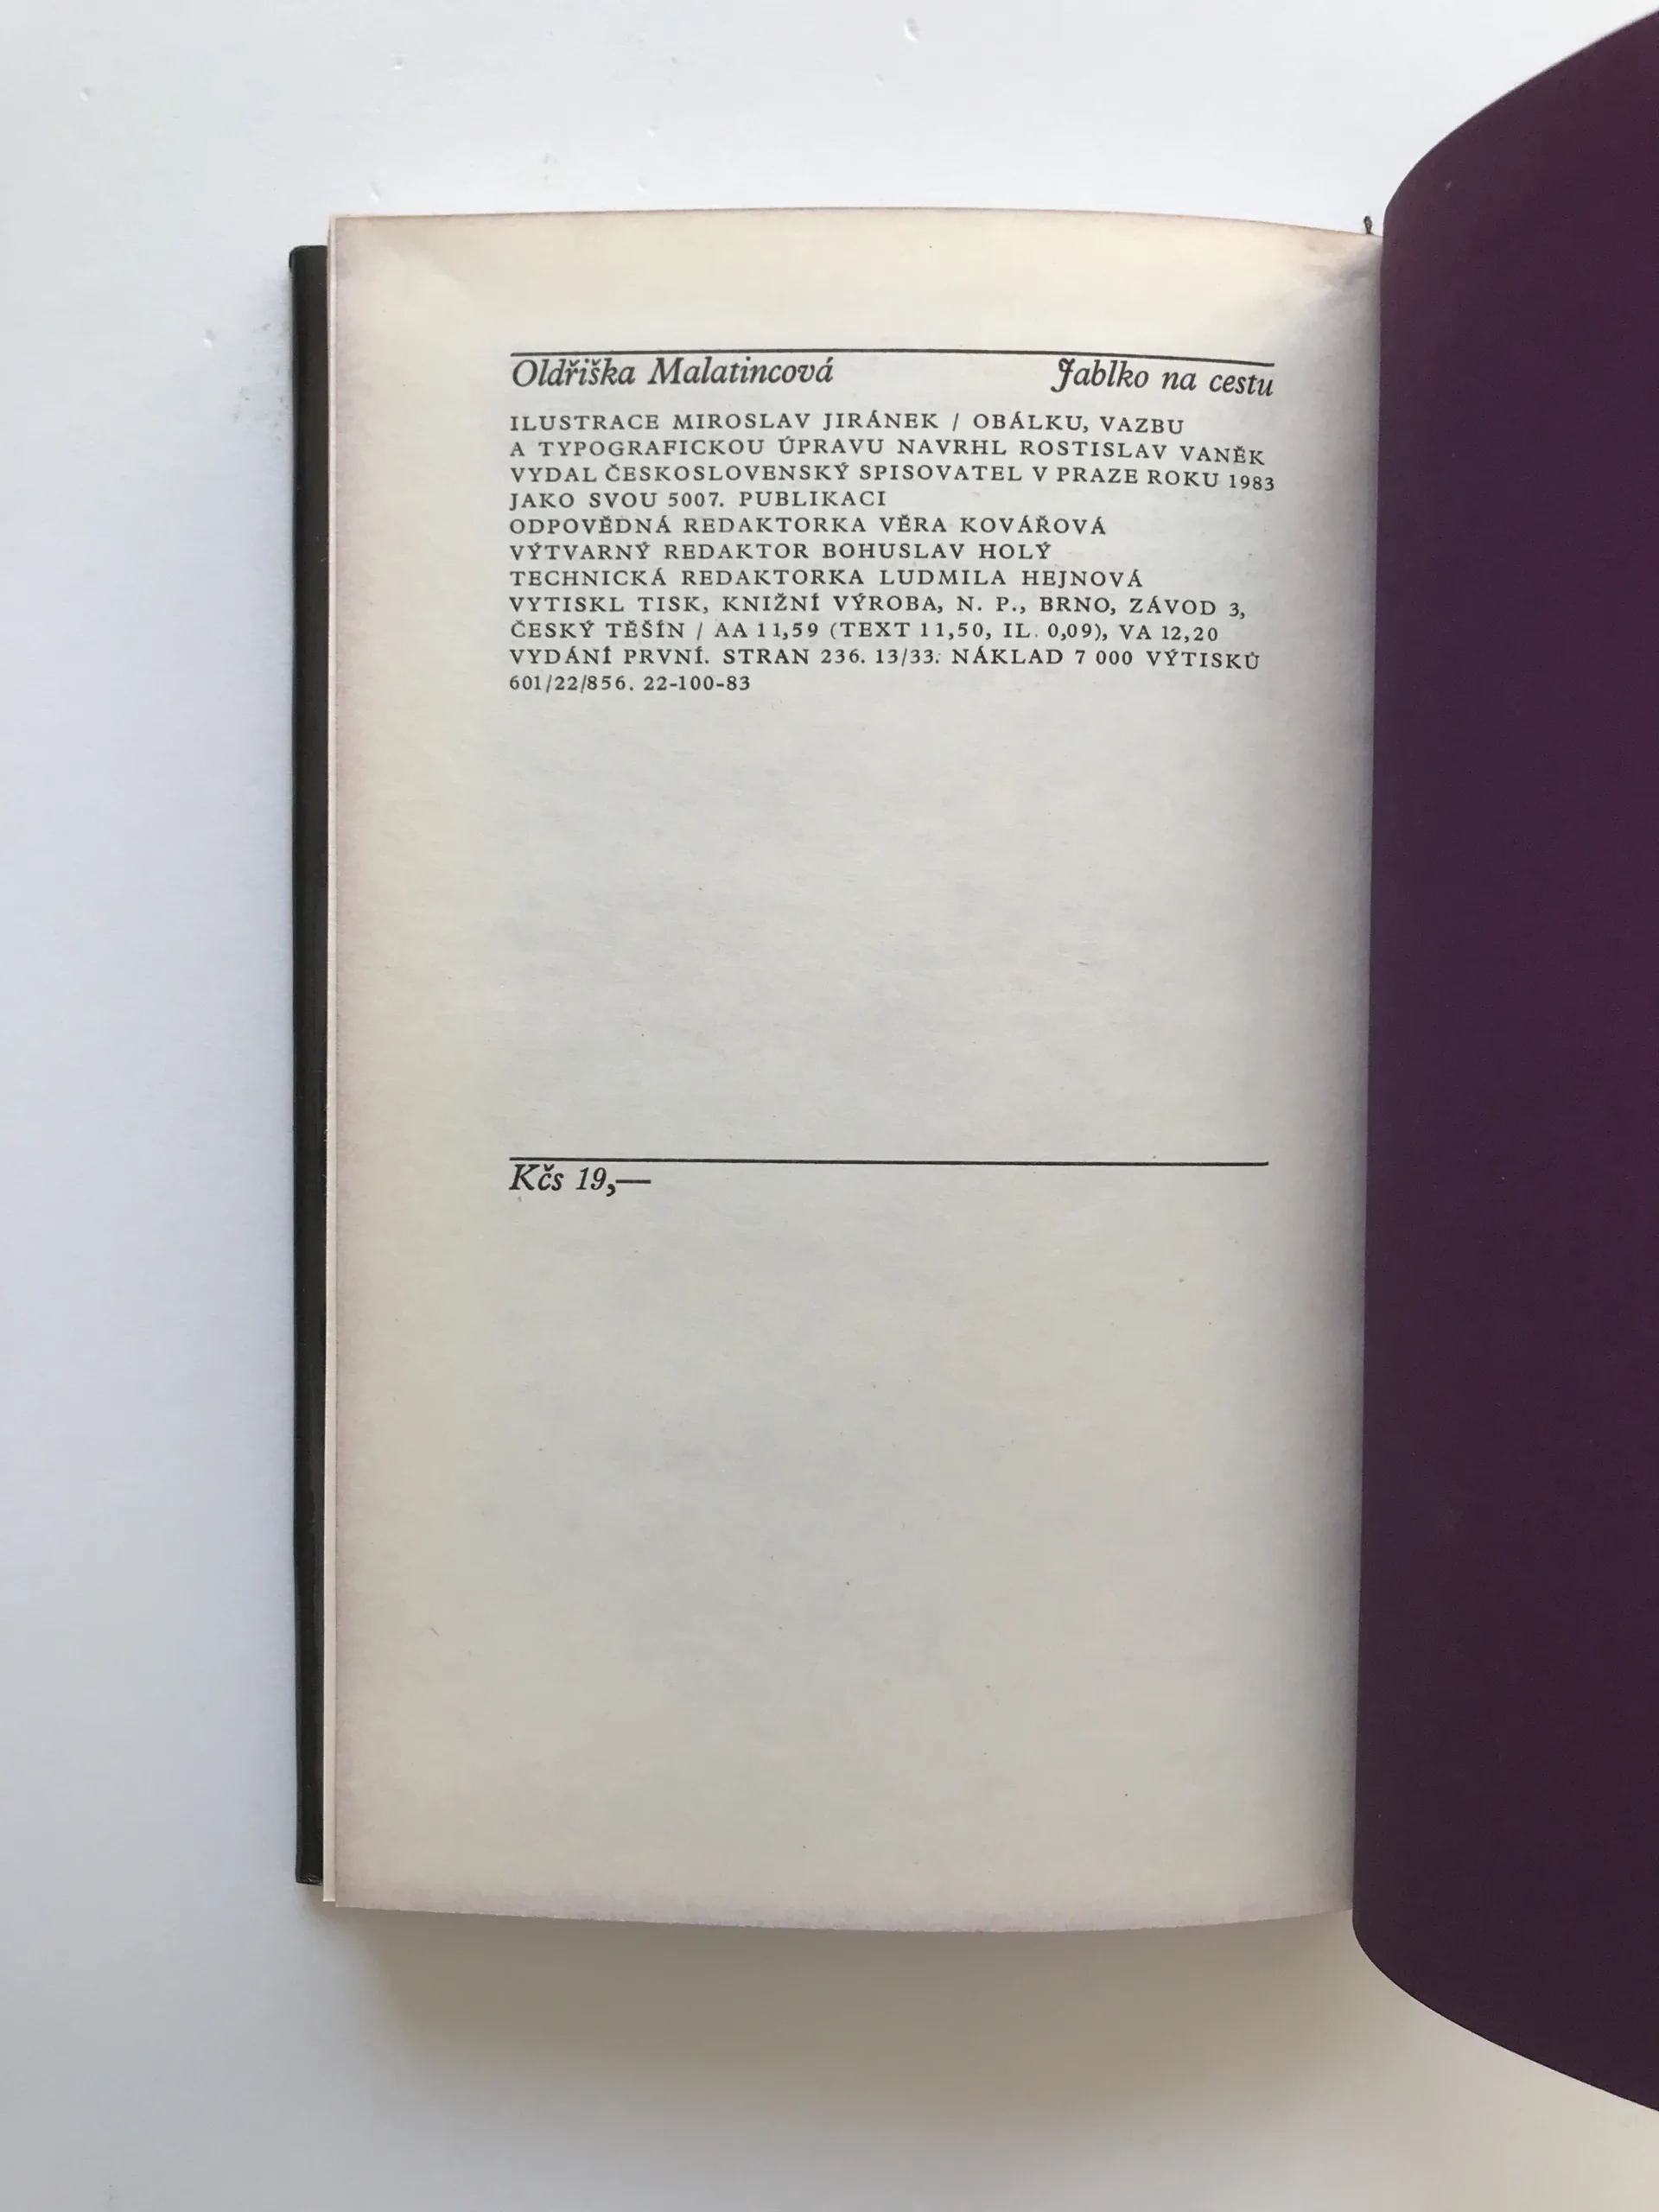 Oldřiška Malatincová Jablko na cestu
ILUSTRACE MIROSLAV JIRÁNEK / OBÁLKU, VAZBU
A TYPOGRAFICKOU ÚPRAVU NAVRHL ROSTISLAV VANĚK
VYDAL ČESKOSLOVENSKÝ SPISOVATEL V PRAZE ROKU 1983
JAKO SVOU 5007. PUBLIKACI
ODPOVĚDNÁ REDAKTORKA VĚRA KOVÁŘOVÁ
VÝTVARNÝ REDAKTOR BOHUSLAV HOLÝ
TECHNICKÁ REDAKTORKA LUDMILA HEJNOVÁ
VYTISKL TISK, KNIŽNÍ VÝROBA, N. P., BRNO, ZÁVOD 3,
ČESKÝ TĚŠÍN / AA 11,59 (TEXT 11,50, IL. 0,09), VA 12,20
VYDÁNÍ PRVNÍ. STRAN 236. 13/33. NÁKLAD 7 000 VÝTISKŮ
601/22/856. 22-100-83
Kčs 19,—